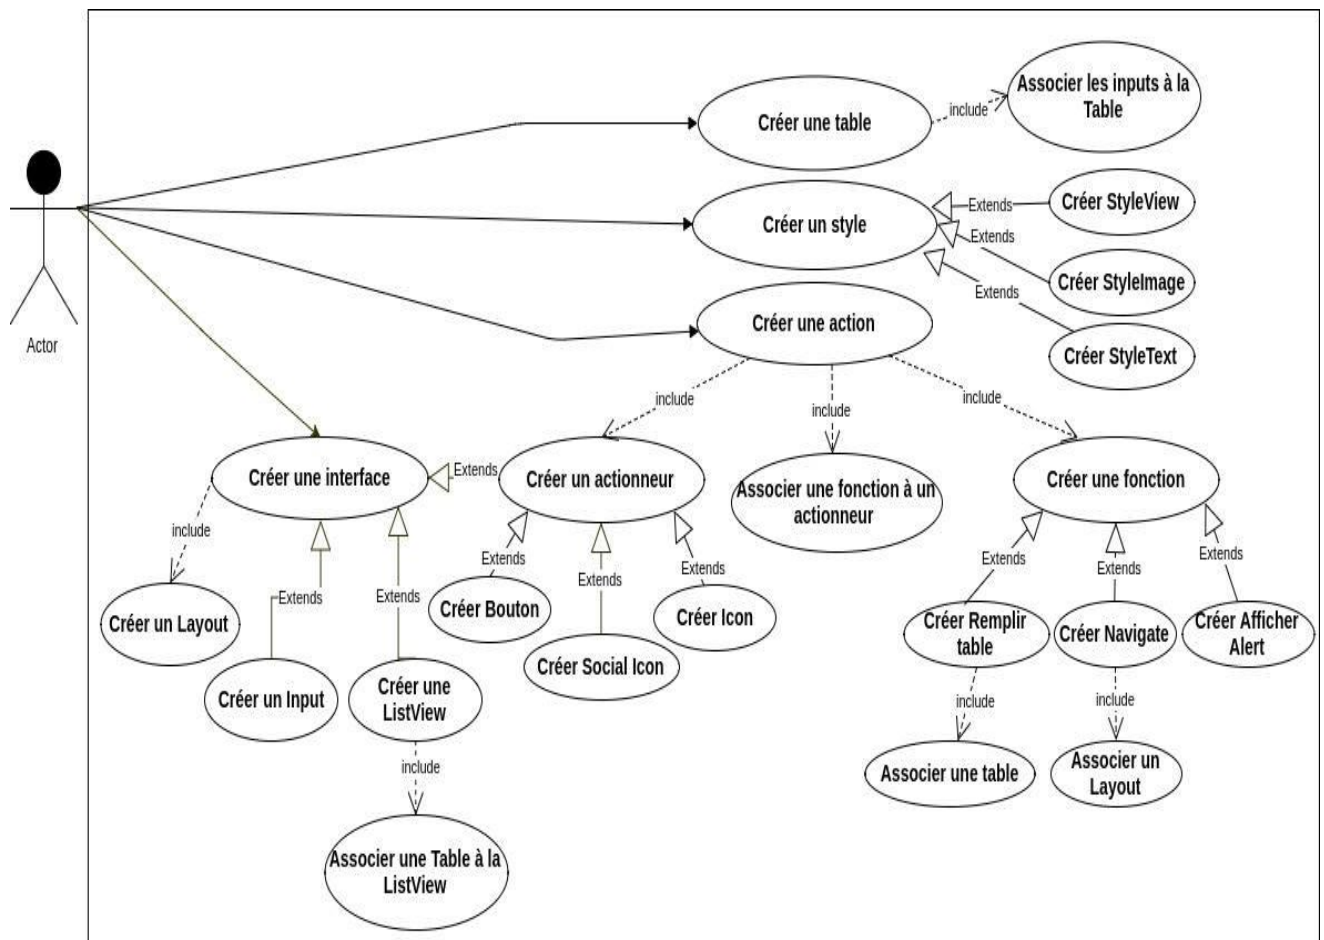 Associer les inputs à la
Table
include
Créer une table
Créer StyleView
Extends
Créer un style
Extends
Créer StyleImage
Extends
Créer une action
Créer StyleText
Actor
include
include
include
Créer une interface
Extends
Créer un actionneur
Associer une fonction à un
actionneur
Créer une fonction
include
Extends
Extends
Extends
Extends
Extends
Extends
Extends
Extends
Créer un Layout
Créer Bouton
Créer Icon
Créer Social Icon
Créer Remplir
table
Créer Navigate
Créer Afficher
Alert
Créer un Input
Créer une
ListView
include
include
include
Associer une table
Associer un
Layout
Associer une Table à la
ListView